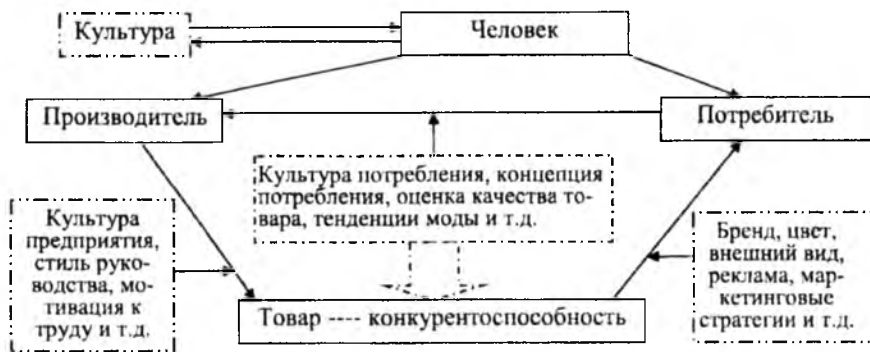 Культура
Человек
Производитель
Потребитель
Культура потребления, концепция
потребления, оценка качества то-
вара, тенденции моды и т.д.
Культура
предприятия,
стиль руко-
водства, мо-
тивация к
труду и т.д.
Бренд, цвет,
внешний вид,
реклама, мар-
кетинговые
стратегии и т.д.
Товар ---- конкурентоспособность